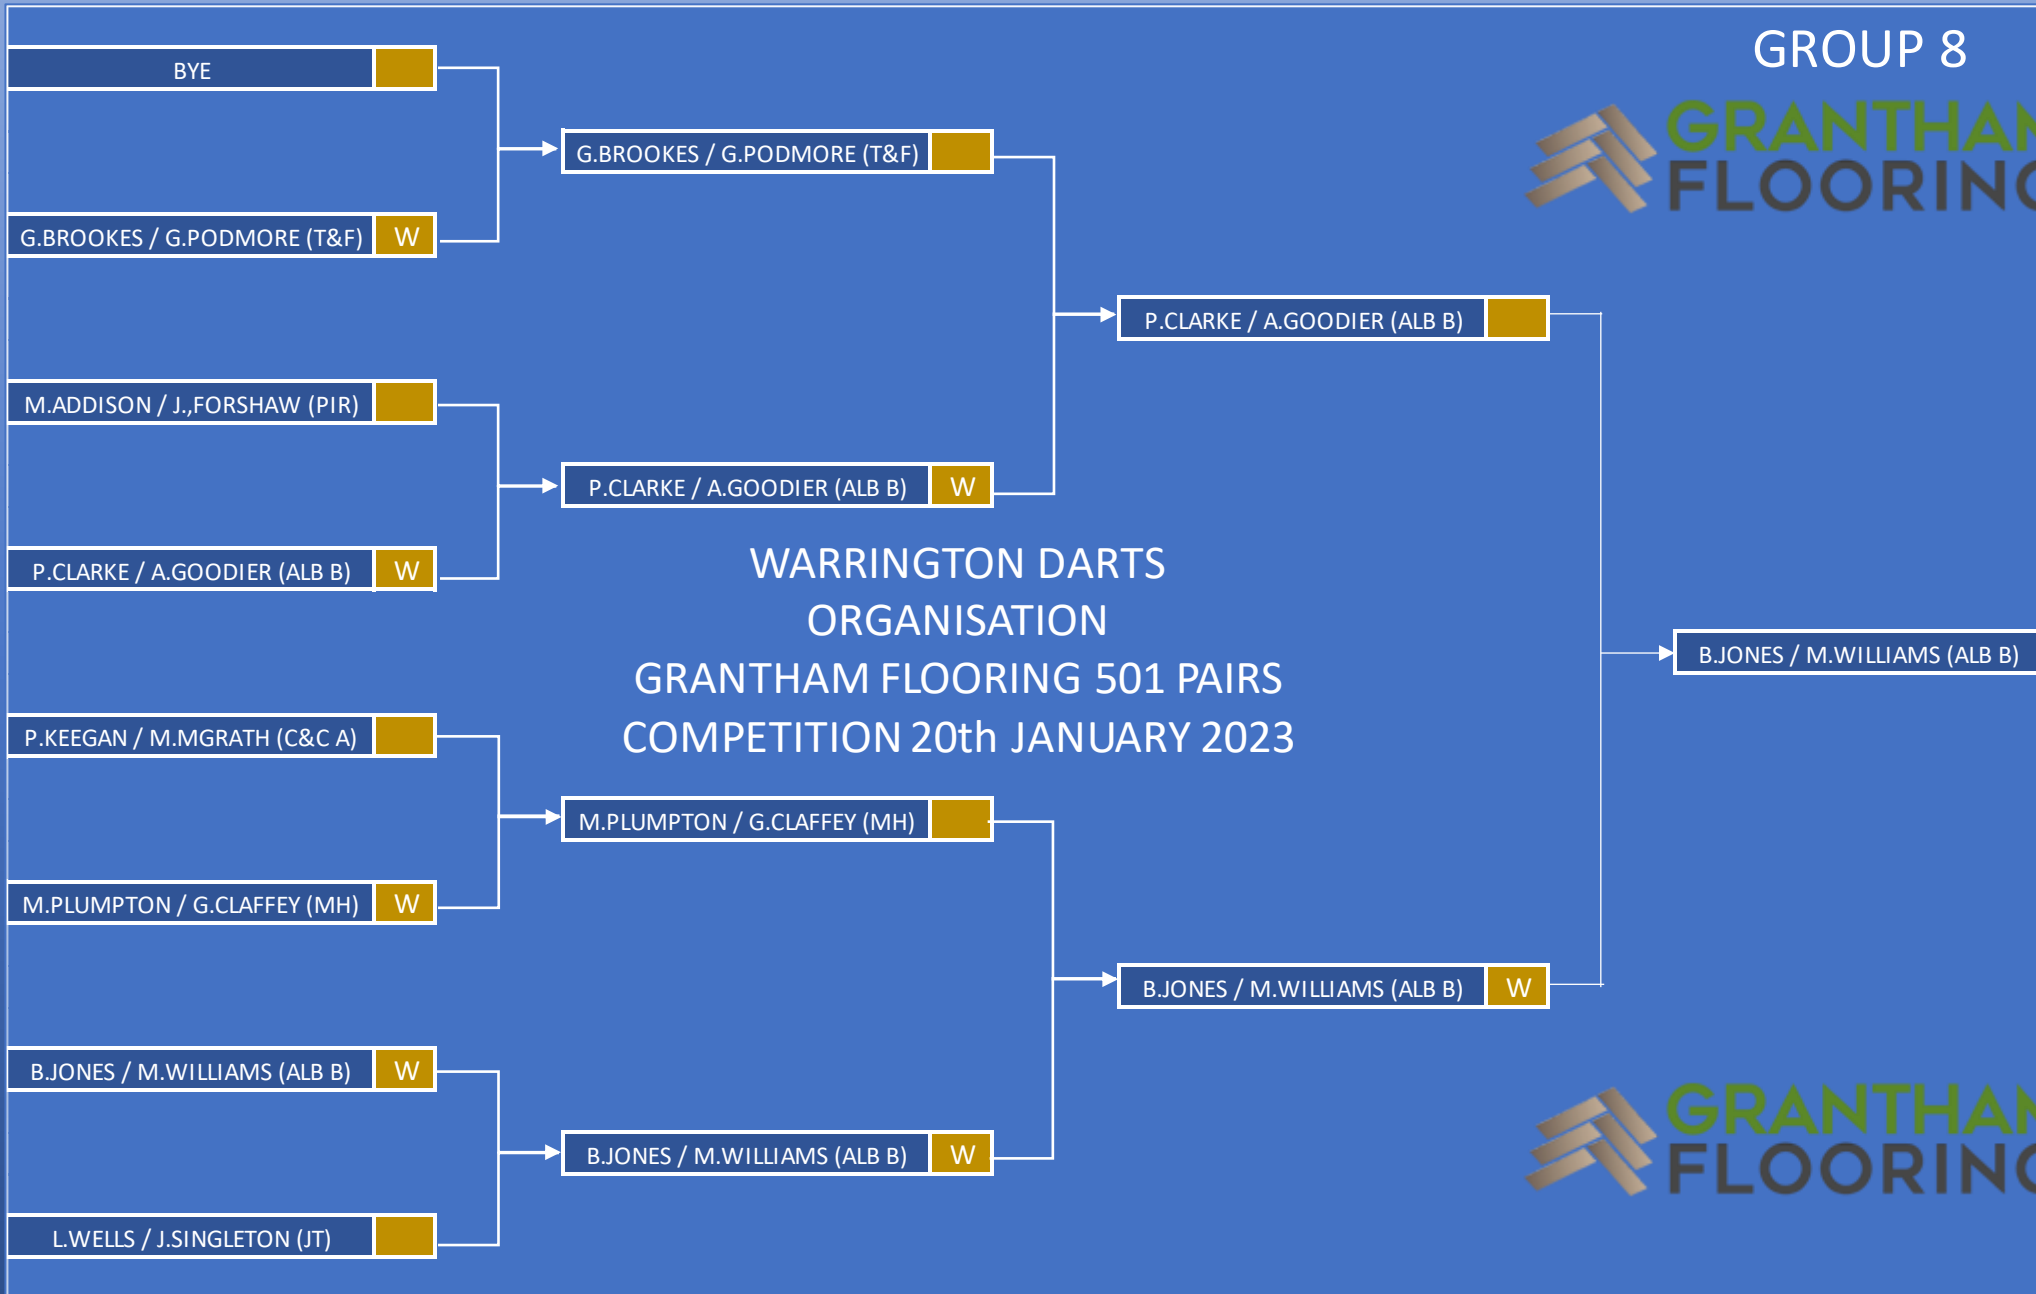 GROUP 8
GRANTHAM
FLOORING
BYE
G.BROOKES / G.PODMORE (T&F)
G.BROOKES / G.PODMORE (T&F) W
P.CLARKE / A.GOODIER (ALB B)
M.ADDISON / J.,FORSHAW (PIR)
P.CLARKE / A.GOODIER (ALB B) W
P.CLARKE / A.GOODIER (ALB B) W
WARRINGTON DARTS
ORGANISATION
GRANTHAM FLOORING 501 PAIRS
COMPETITION 20th JANUARY 2023
B.JONES / M.WILLIAMS (ALB B)
P.KEEGAN / M.MGRATH (C&C A)
M.PLUMPTON / G.CLAFFEY (MH)
M.PLUMPTON / G.CLAFFEY (MH) W
B.JONES / M.WILLIAMS (ALB B) W
B.JONES / M.WILLIAMS (ALB B) W
B.JONES / M.WILLIAMS (ALB B) W
L.WELLS / J.SINGLETON (JT)
GRANTHAM
FLOORING